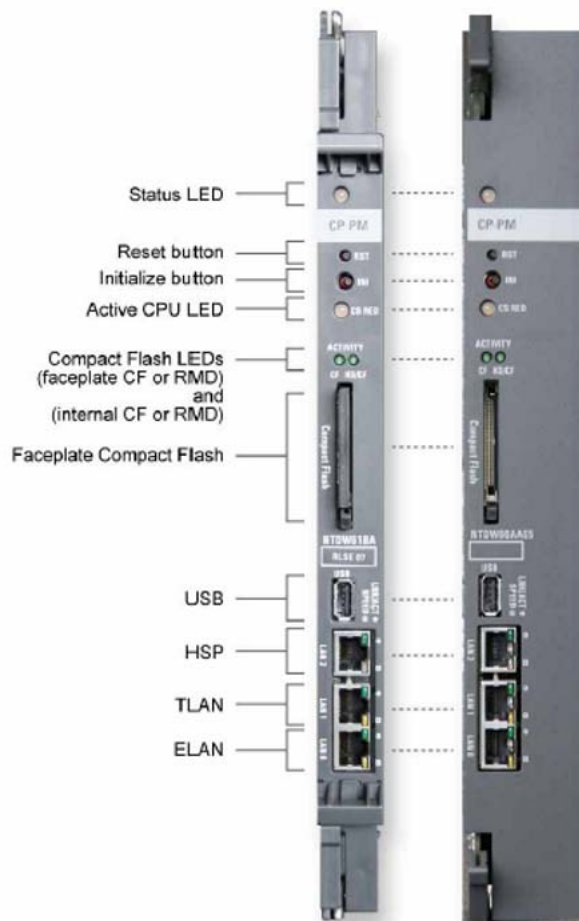 Status LED
CP-PM
CP-PM
Reset button
RST
RST
Initialize button
INI
INI
Active CPU LED
CG RED
CG RED
Compact Flash LEDs
(faceplate CF or RMD)
and
(internal CF or RMD)
ACTIVITY
CF HD/CF
ACTIVITY
CF HD/CF
Faceplate Compact Flash
Compact Flash
Compact Flash
RLSE 07
USB
USB
USB
HSP
LAN 2
LAN 2
TLAN
LAN 1
LAN 1
ELAN
LAN 0
LAN 0